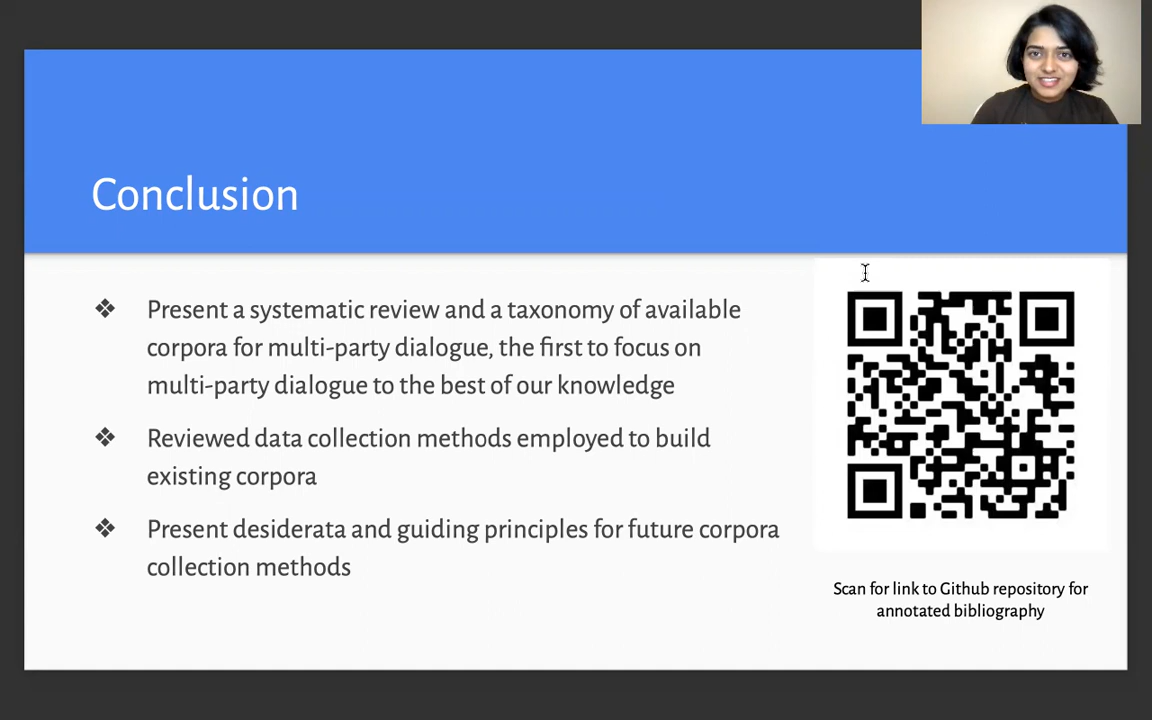 Conclusion
❖ Present a systematic review and a taxonomy of available
corpora for multi-party dialogue, the first to focus on
multi-party dialogue to the best of our knowledge
❖ Reviewed data collection methods employed to build
existing corpora
❖ Present desiderata and guiding principles for future corpora
collection methods
Scan for link to Github repository for
annotated bibliography